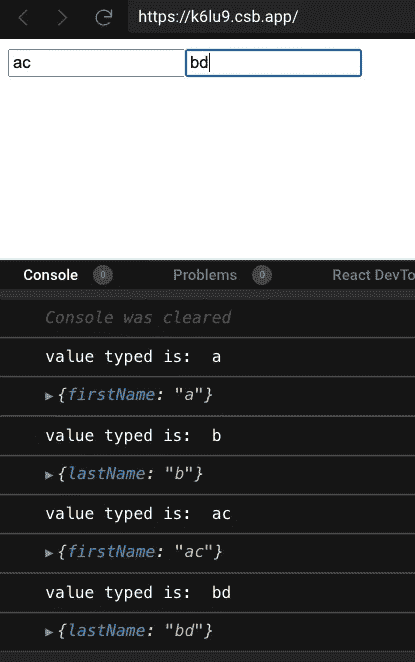 https://k6lu9.csb.app/
ac bd
Console 0 Problems 0 React DevTo
Console was cleared
value typed is:  a
▶ {firstName: "a"}
value typed is:  b
▶ {lastName: "b"}
value typed is:  ac
▶ {firstName: "ac"}
value typed is:  bd
▶ {lastName: "bd"}